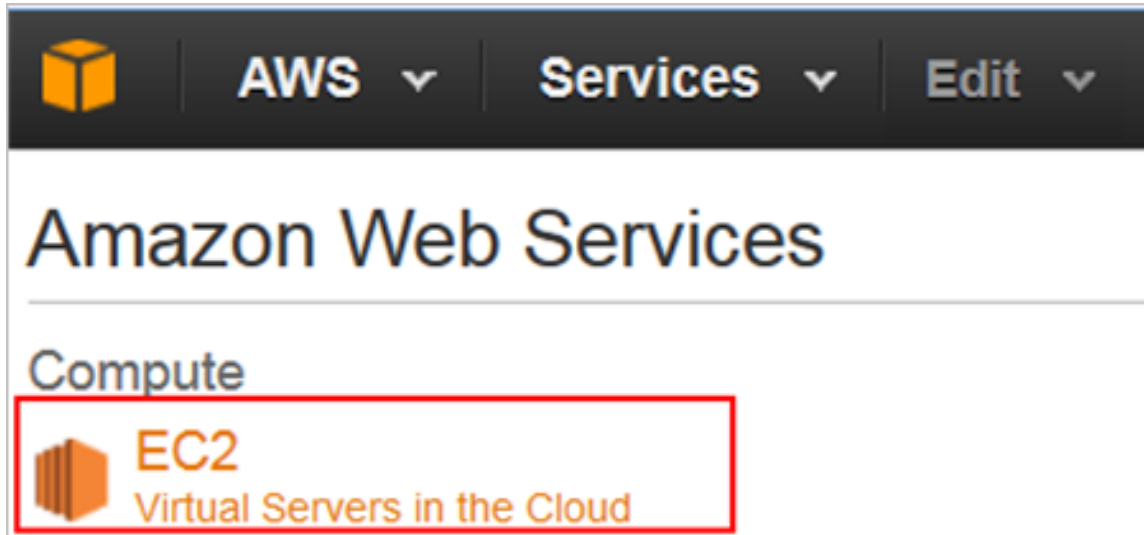 AWS Services Edit
Amazon Web Services
Compute
EC2
Virtual Servers in the Cloud